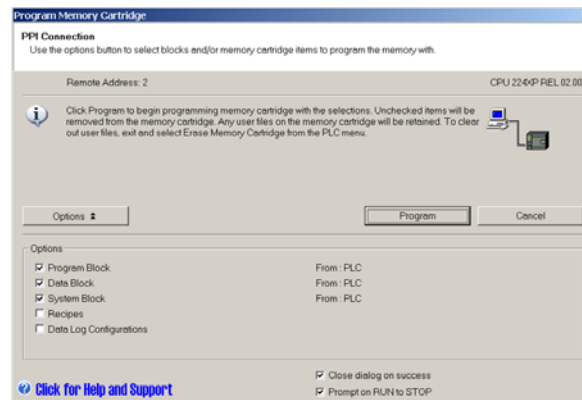 Program Memory Cartridge
PPI Connection
Use the options button to select blocks and/or memory cartridge items to program the memory with.
Remote Address: 2 CPU 224XP REL 02.00
Click Program to begin programming memory cartridge with the selections. Unchecked items will be
removed from the memory cartridge. Any user files on the memory cartridge will be retained. To clear
out user files, exit and select Erase Memory Cartridge from the PLC menu.
Options Program Cancel
Options
Program Block From : PLC
Data Block From : PLC
System Block From : PLC
Recipes
Data Log Configurations
Close dialog on success
Click for Help and Support
Prompt on RUN to STOP